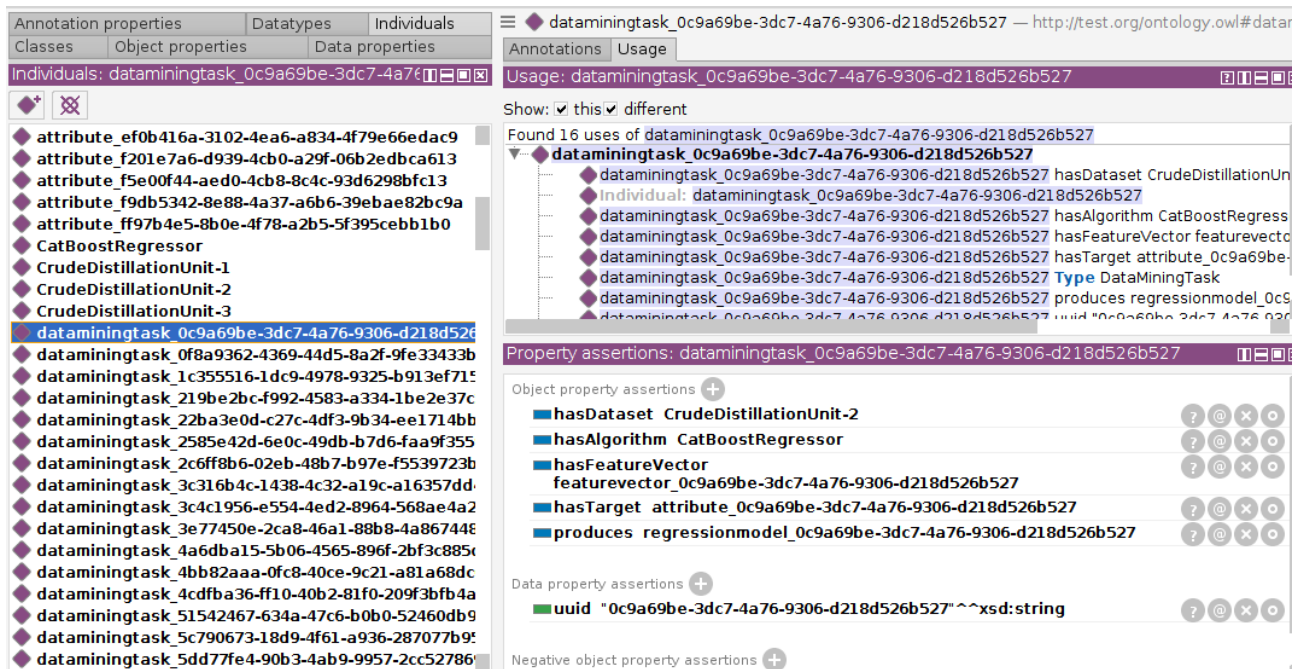 Annotation properties Datatypes Individuals
Classes Object properties Data properties
Individuals: dataminingtask_0c9a69be-3dc7-4a76
attribute_ef0b416a-3102-4ea6-a834-4f79e66edac9
attribute_f201e7a6-d939-4cb0-a29f-06b2edbca613
attribute_f5e00f44-aed0-4cb8-8c4c-93d6298bfc13
attribute_f9db5342-8e88-4a37-a6b6-39ebae82bc9a
attribute_ff97b4e5-8b0e-4f78-a2b5-5f395cebb1b0
CatBoostRegressor
CrudeDistillationUnit-1
CrudeDistillationUnit-2
CrudeDistillationUnit-3
dataminingtask_0c9a69be-3dc7-4a76-9306-d218d526
dataminingtask_0f8a9362-4369-44d5-8a2f-9fe33433b
dataminingtask_1c355516-1dc9-4978-9325-b913ef715
dataminingtask_219be2bc-f992-4583-a334-1be2e37c
dataminingtask_22ba3e0d-c27c-4df3-9b34-ee1714bb
dataminingtask_2585e42d-6e0c-49db-b7d6-faa9f355
dataminingtask_2c6ff8b6-02eb-48b7-b97e-f5539723b
dataminingtask_3c316b4c-1438-4c32-a19c-a16357dd
dataminingtask_3c4c1956-e554-4ed2-8964-568ae4a2
dataminingtask_3e77450e-2ca8-46a1-88b8-4a867448
dataminingtask_4a6dba15-5b06-4565-896f-2bf3c885
dataminingtask_4bb82aaa-0fc8-40ce-9c21-a81a68dc
dataminingtask_4cdfba36-ff10-40b2-81f0-209f3bfb4a
dataminingtask_51542467-634a-47c6-b0b0-52460db9
dataminingtask_5c790673-18d9-4f61-a936-287077b95
dataminingtask_5dd77fe4-90b3-4ab9-9957-2cc52786
dataminingtask_0c9a69be-3dc7-4a76-9306-d218d526b527 — http://test.org/ontology.owl#datar
Annotations Usage
Usage: dataminingtask_0c9a69be-3dc7-4a76-9306-d218d526b527
Show: this different
Found 16 uses of dataminingtask_0c9a69be-3dc7-4a76-9306-d218d526b527
dataminingtask_0c9a69be-3dc7-4a76-9306-d218d526b527
dataminingtask_0c9a69be-3dc7-4a76-9306-d218d526b527 hasDataset CrudeDistillationUn
Individual: dataminingtask_0c9a69be-3dc7-4a76-9306-d218d526b527
dataminingtask_0c9a69be-3dc7-4a76-9306-d218d526b527 hasAlgorithm CatBoostRegress
dataminingtask_0c9a69be-3dc7-4a76-9306-d218d526b527 hasFeatureVector featurevecto
dataminingtask_0c9a69be-3dc7-4a76-9306-d218d526b527 hasTarget attribute_0c9a69be-
dataminingtask_0c9a69be-3dc7-4a76-9306-d218d526b527 Type DataMiningTask
dataminingtask_0c9a69be-3dc7-4a76-9306-d218d526b527 produces regressionmodel_0c9
dataminingtask_0c9a69be-3dc7-4a76-9306-d218d526b527 uuid "0c9a69be-3dc7-4a76-930
Property assertions: dataminingtask_0c9a69be-3dc7-4a76-9306-d218d526b527
Object property assertions
hasDataset CrudeDistillationUnit-2
hasAlgorithm CatBoostRegressor
hasFeatureVector
featurevector_0c9a69be-3dc7-4a76-9306-d218d526b527
hasTarget attribute_0c9a69be-3dc7-4a76-9306-d218d526b527
produces regressionmodel_0c9a69be-3dc7-4a76-9306-d218d526b527
Data property assertions
uuid "0c9a69be-3dc7-4a76-9306-d218d526b527"^^xsd:string
Negative object property assertions